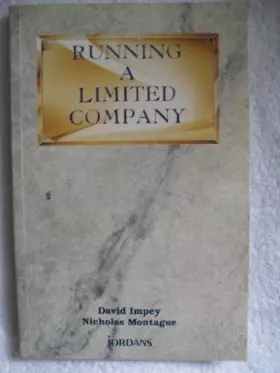 RUNNING
A
LIMITED
COMPANY
David Impey
Nicholas Montague
JORDANS